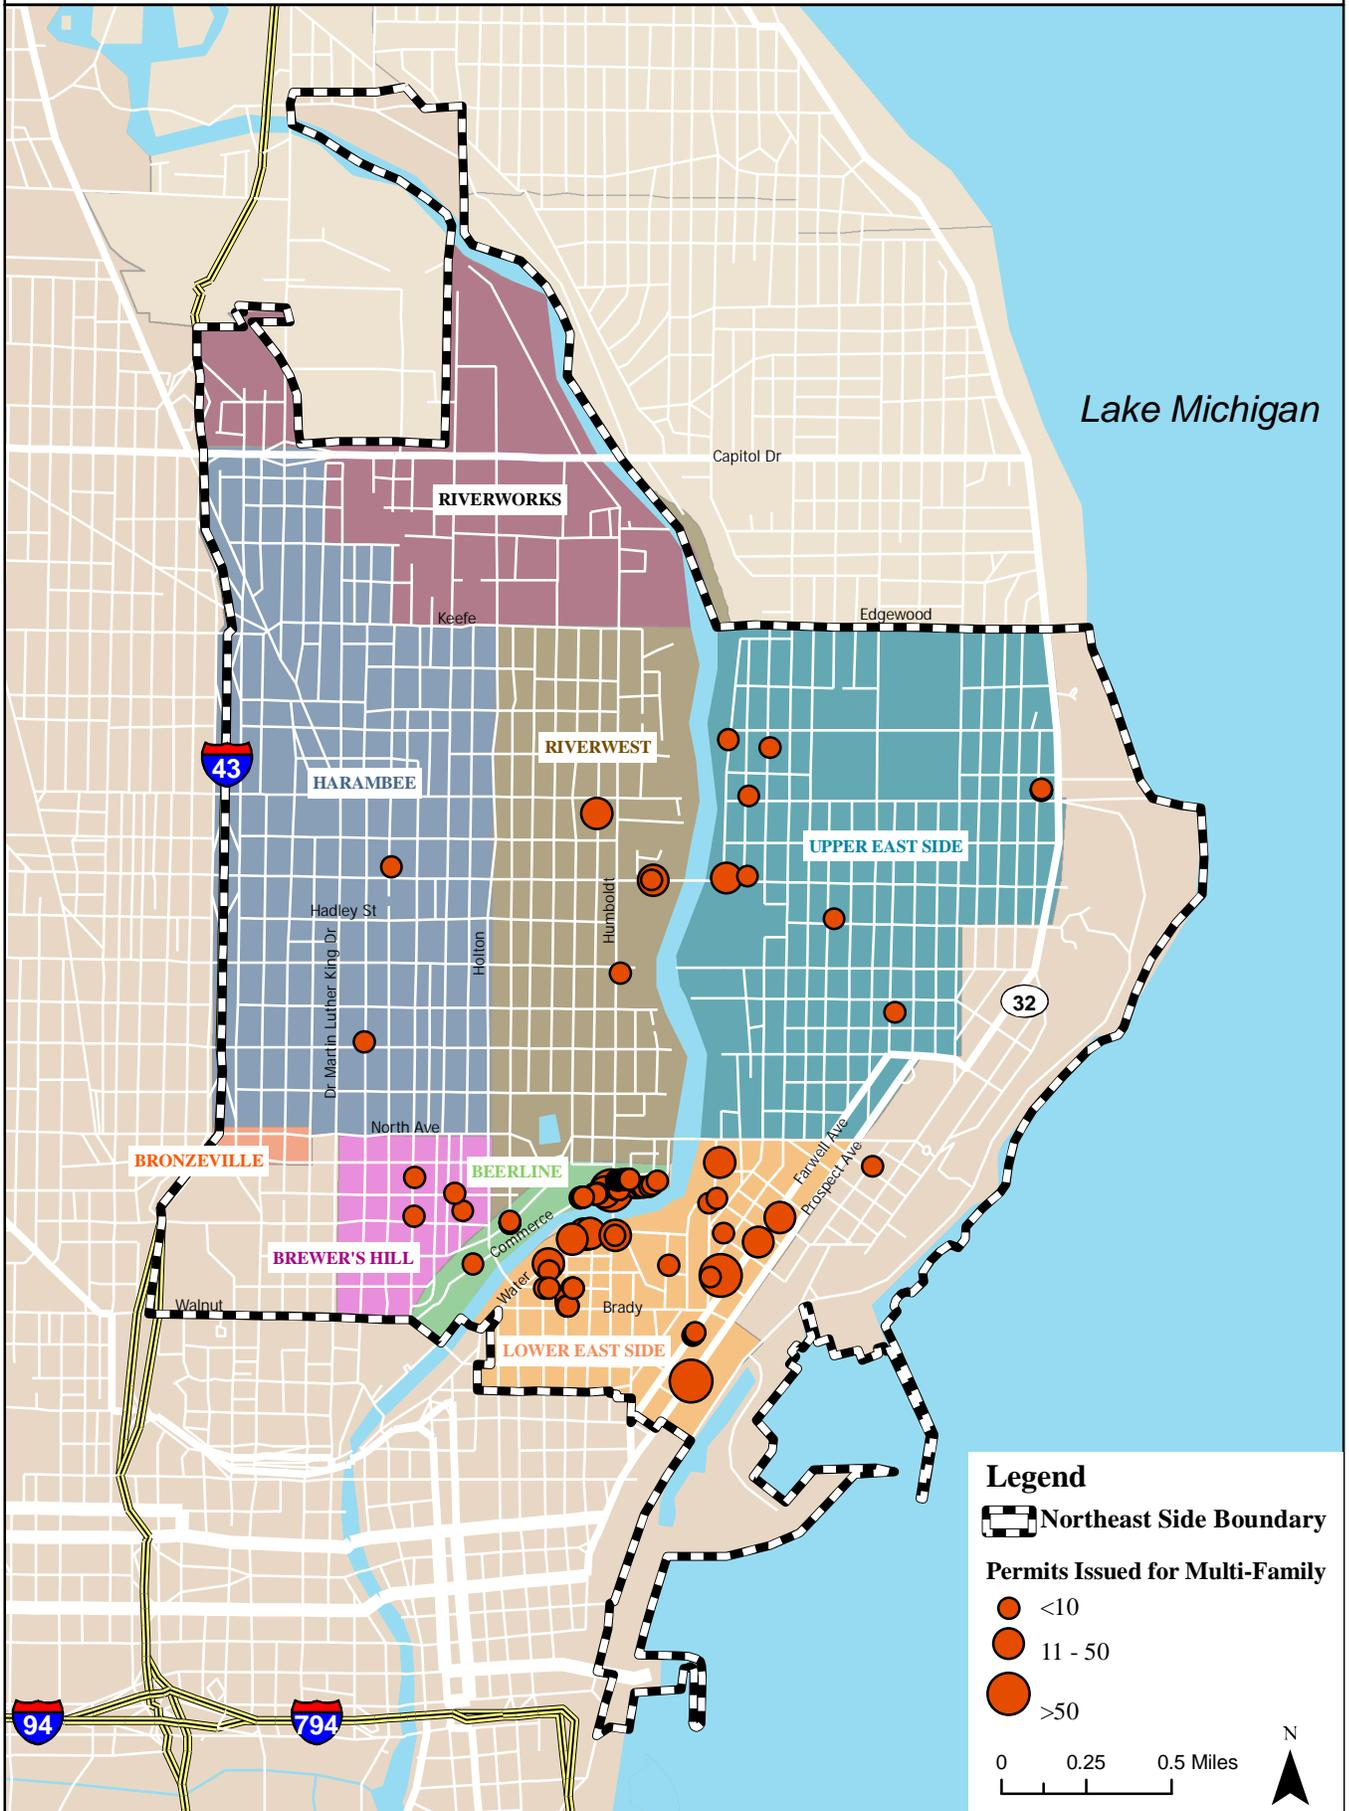 Lake Michigan
Capitol Dr
RIVERWORKS
Keefe
Edgewood
RIVERWEST
43
HARAMBEE
UPPER EAST SIDE
Hadley St
Humboldt
Holton
Dr Martin Luther King Dr
32
North Ave
Farwell Ave
Prospect Ave
BRONZEVILLE
BEERLINE
Commerce
BREWER'S HILL
Water
Walnut
Brady
LOWER EAST SIDE
Legend
Northeast Side Boundary
Permits Issued for Multi-Family
<10
11 - 50
>50
94
794
N
0 0.25 0.5 Miles